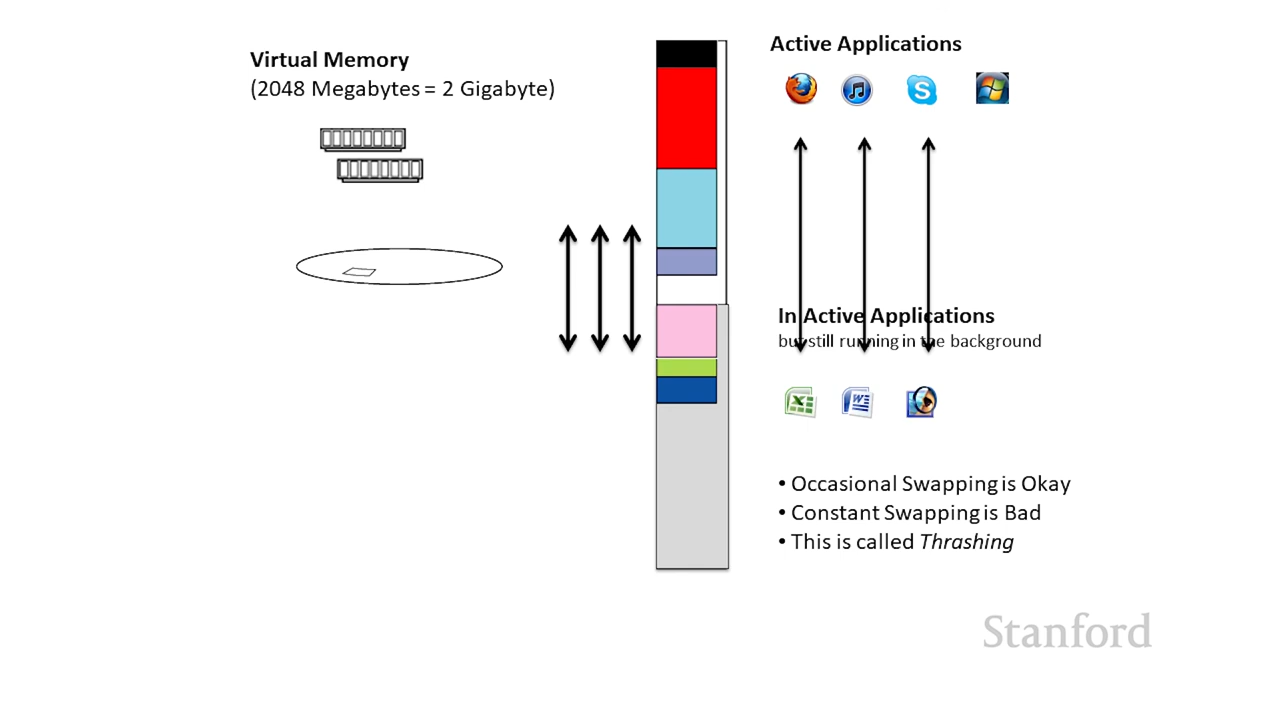 Virtual Memory
(2048 Megabytes = 2 Gigabyte)
Active Applications
In Active Applications
but still running in the background
• Occasional Swapping is Okay
• Constant Swapping is Bad
• This is called Thrashing
Stanford